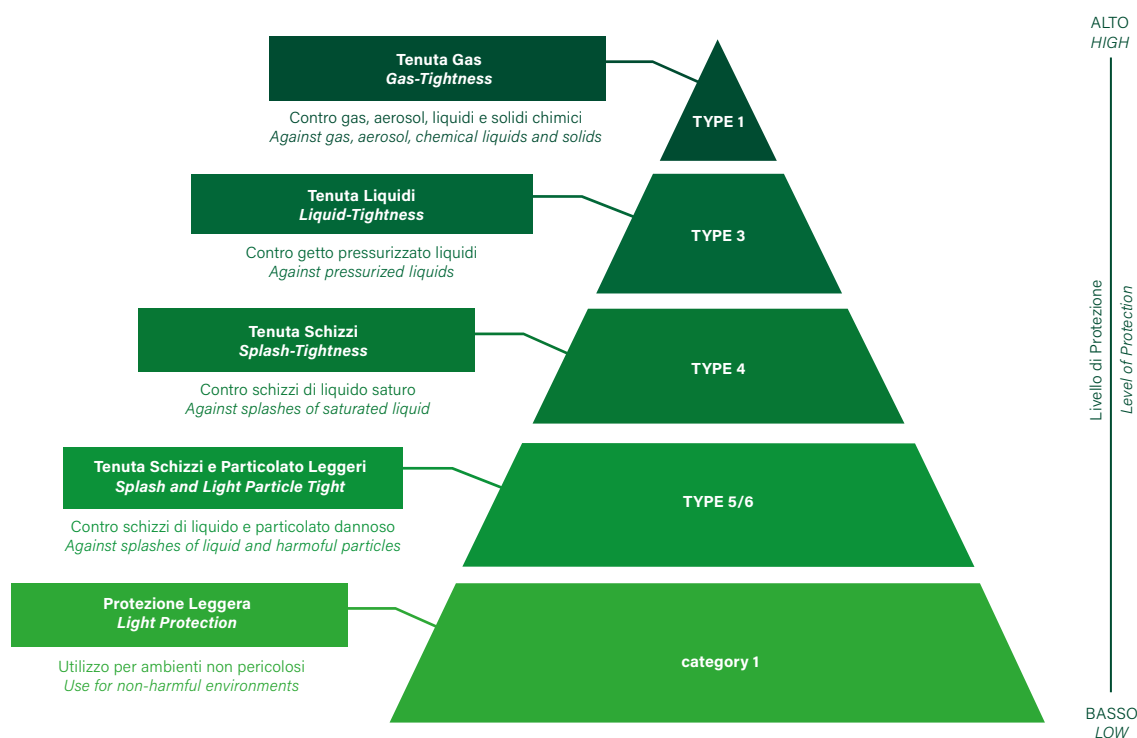 ALTO
HIGH
Tenuta Gas
Gas-Tightness
Contro gas, aerosol, liquidi e solidi chimici
Against gas, aerosol, chemical liquids and solids
TYPE 1
Tenuta Liquidi
Liquid-Tightness
Contro getto pressurizzato liquidi
Against pressurized liquids
TYPE 3
Tenuta Schizzi
Splash-Tightness
Contro schizzi di liquido saturo
Against splashes of saturated liquid
TYPE 4
Livello di Protezione
Level of Protection
Tenuta Schizzi e Particolato Leggeri
Splash and Light Particle Tight
Contro schizzi di liquido e particolato dannoso
Against splashes of liquid and harmoful particles
TYPE 5/6
Protezione Leggera
Light Protection
Utilizzo per ambienti non pericolosi
Use for non-harmful environments
category 1
BASSO
LOW